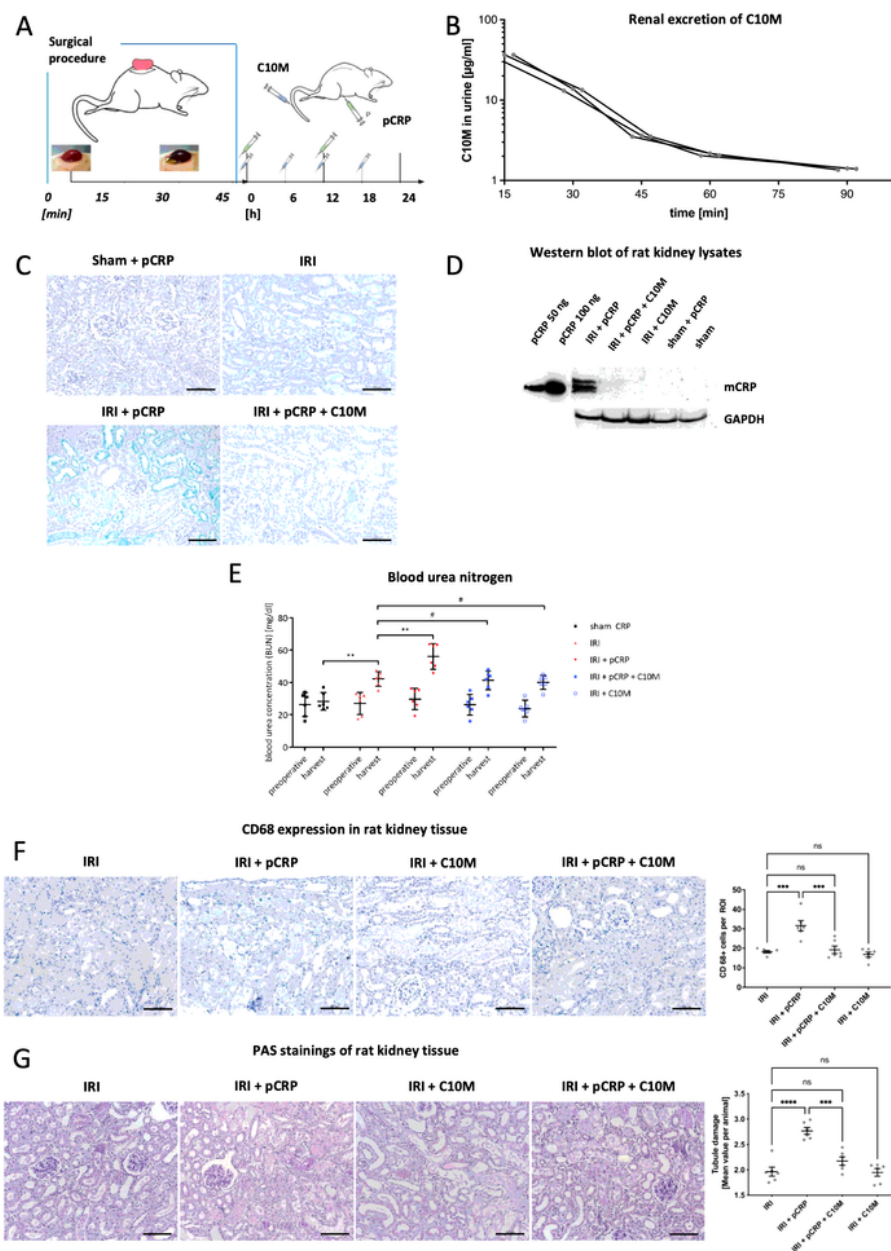 A
Surgical
procedure
C10M
pCRP
0
15
30
45
0
6
12
18
24
[min]
[h]
B
Renal excretion of C10M
C10M in urine [µg/ml]
100
10
1
15
30
45
60
75
90
time [min]
C
Sham + pCRP
IRI
IRI + pCRP
IRI + pCRP + C10M
D
Western blot of rat kidney lysates
pCRP 50 ng
pCRP 100 ng
IRI + pCRP
IRI + pCRP + C10M
IRI + C10M
sham + pCRP
sham
mCRP
GAPDH
E
Blood urea nitrogen
blood urea concentration (BUN) [mg/dl]
80
60
40
20
0
**
**
#
#
preoperative
harvest
preoperative
harvest
preoperative
harvest
preoperative
harvest
preoperative
harvest
sham CRP
IRI
IRI + pCRP
IRI + pCRP + C10M
IRI + C10M
F
CD68 expression in rat kidney tissue
IRI
IRI + pCRP
IRI + C10M
IRI + pCRP + C10M
CD 68+ cells per ROI
50
40
30
20
10
0
ns
ns
***
***
IRI
IRI + pCRP
IRI + pCRP + C10M
IRI + C10M
G
PAS stainings of rat kidney tissue
IRI
IRI + pCRP
IRI + C10M
IRI + pCRP + C10M
Tubule damage
[Mean value per animal]
3.0
2.5
2.0
1.5
ns
ns
****
***
IRI
IRI + pCRP
IRI + pCRP + C10M
IRI + C10M